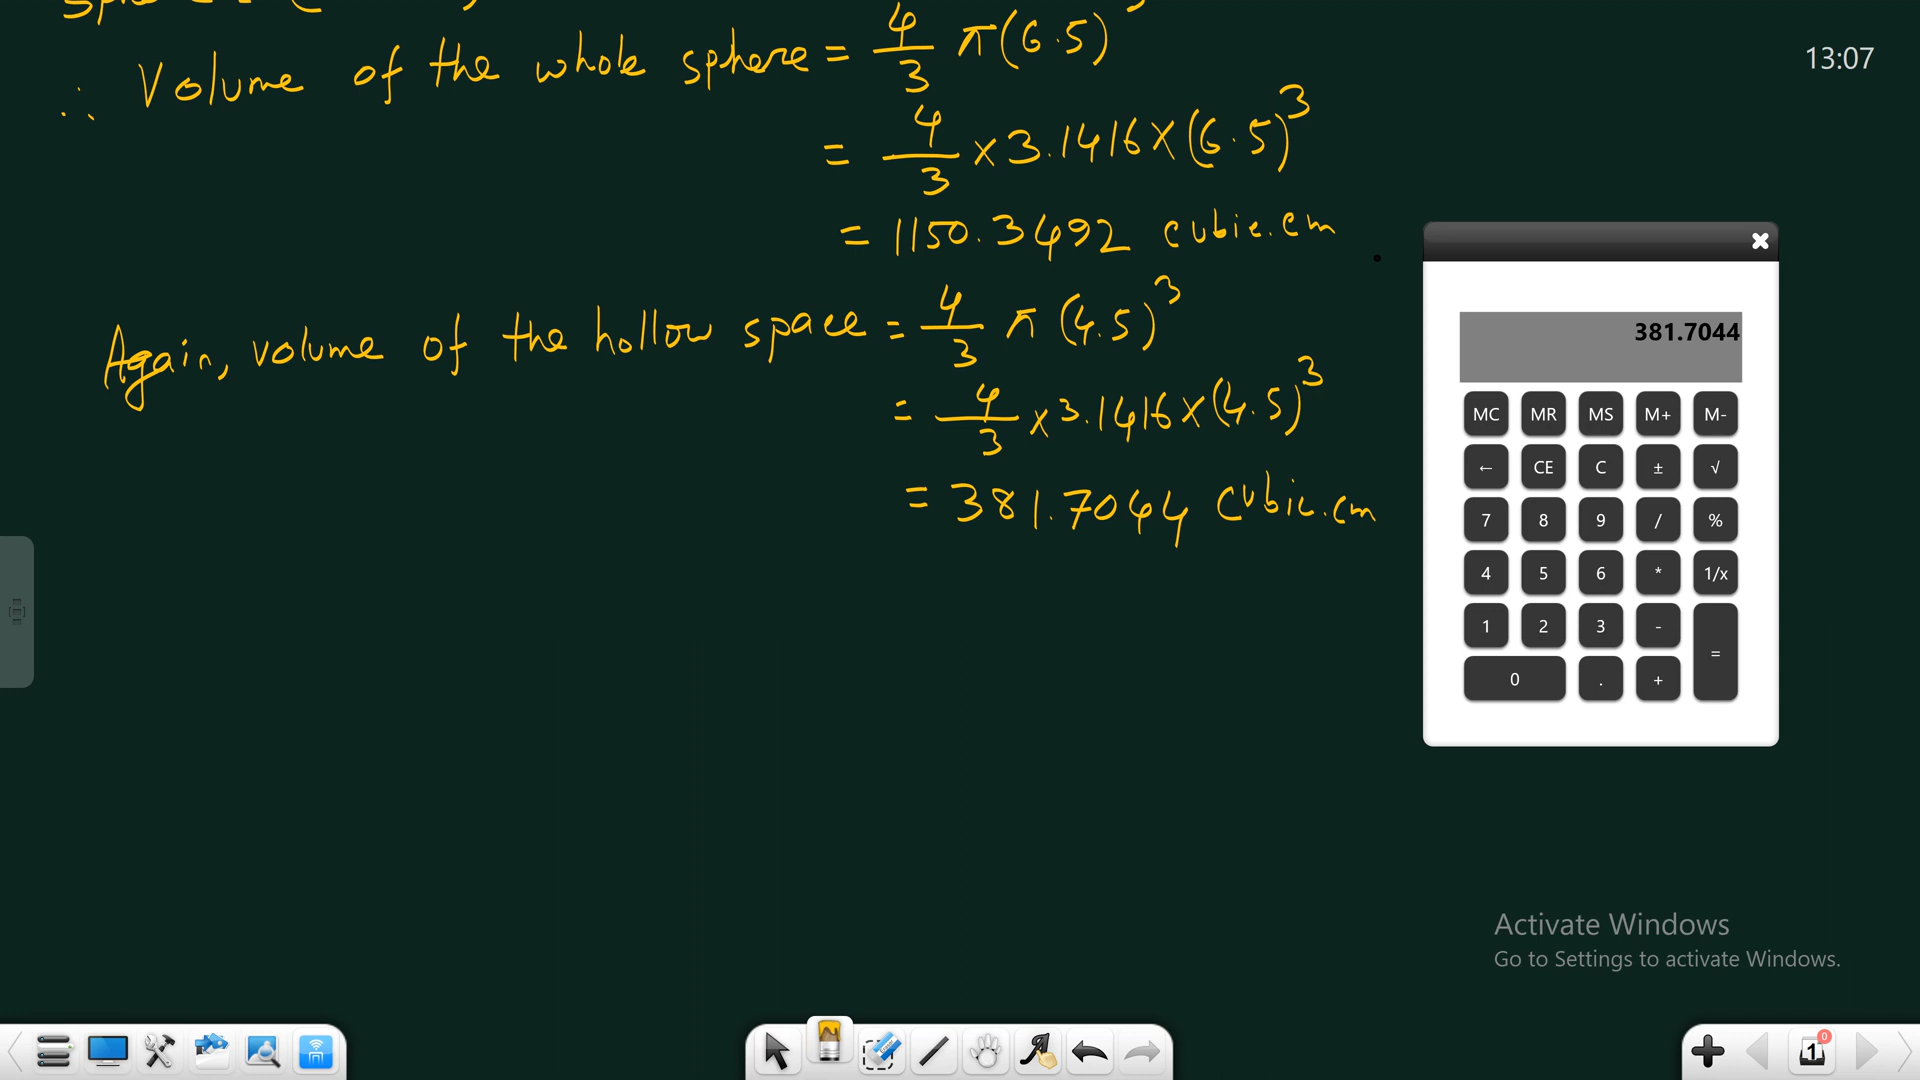 ∴ Volume of the whole sphere = 4/3 π(6.5)³
= 4/3 × 3.1416 × (6.5)³
= 1150.3492 cubic.cm
Again, volume of the hollow space = 4/3 π (4.5)³
= 4/3 × 3.1416 × (4.5)³
= 381.7044 cubic.cm
13:07
381.7044
MC MR MS M+ M-
← CE C ± √
7 8 9 / %
4 5 6 * 1/x
1 2 3 - =
0 . +
Activate Windows
Go to Settings to activate Windows.
1
0